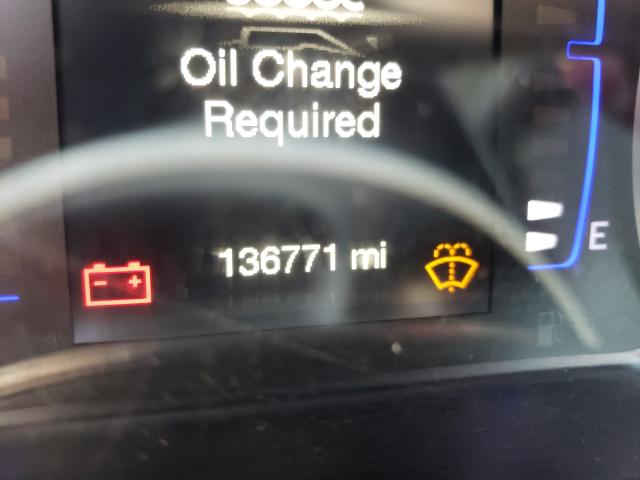 Oil Change
Required
136771 mi
E